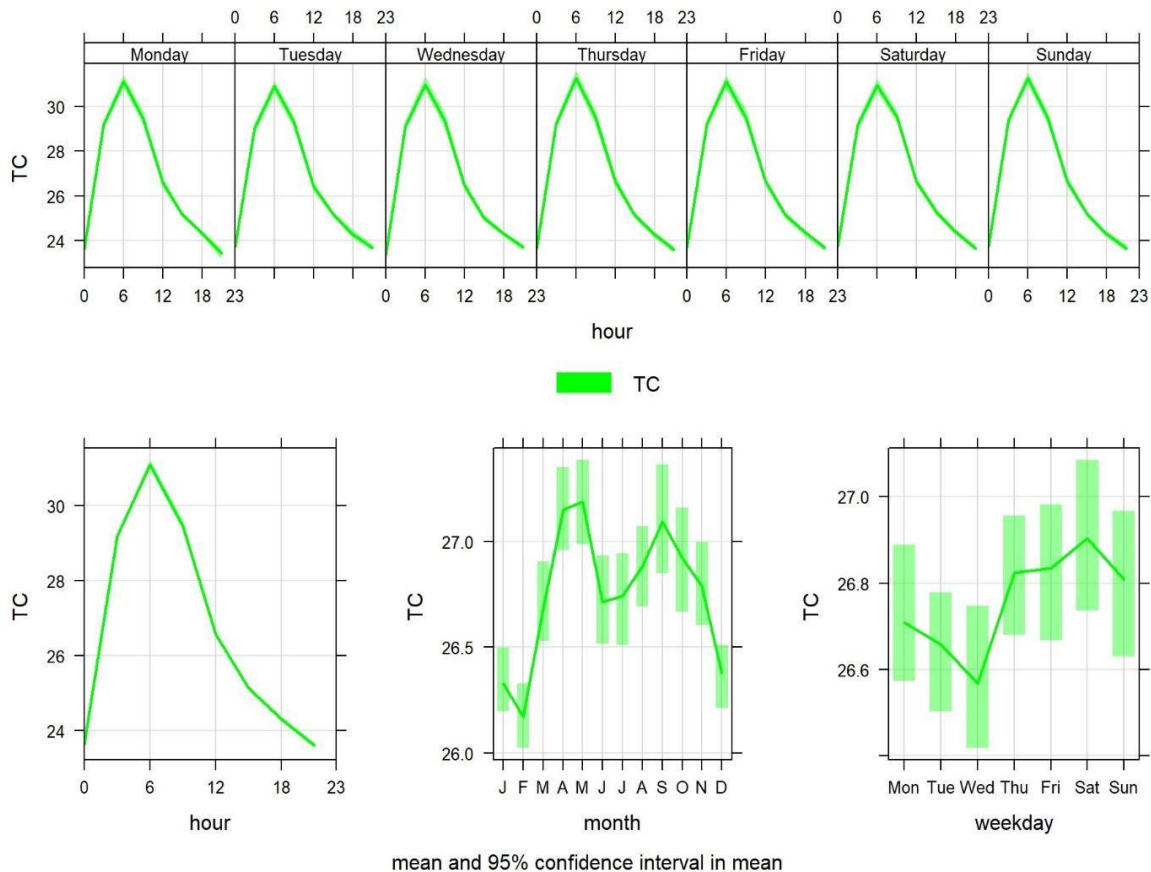 0 6 12 18 23 0 6 12 18 23 0 6 12 18 23
Monday Tuesday Wednesday Thursday Friday Saturday Sunday
30
28
26
24
TC
0 6 12 18 23 0 6 12 18 23 0 6 12 18 23 0 6 12 18 23
hour
TC
30
28
26
24
TC
0 6 12 18 23
hour
27.0
26.5
26.0
TC
J F M A M J J A S O N D
month
27.0
26.8
26.6
TC
Mon Tue Wed Thu Fri Sat Sun
weekday
mean and 95% confidence interval in mean